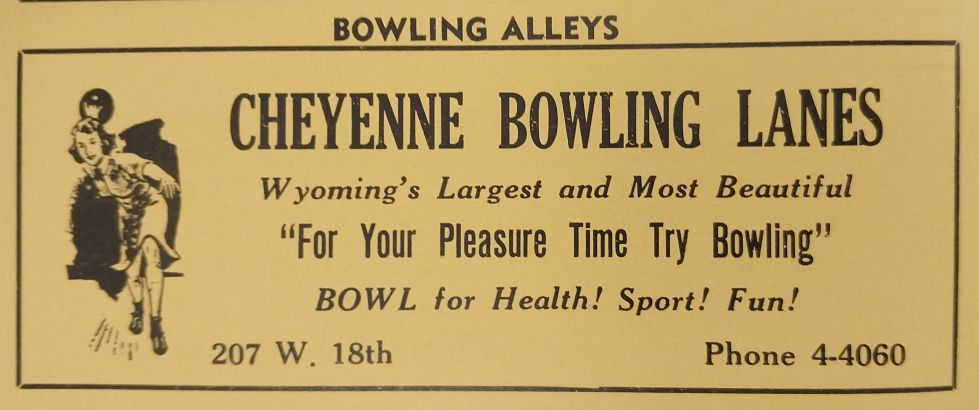 BOWLING ALLEYS
CHEYENNE BOWLING LANES
Wyoming's Largest and Most Beautiful
"For Your Pleasure Time Try Bowling"
BOWL for Health! Sport! Fun!
207 W. 18th
Phone 4-4060